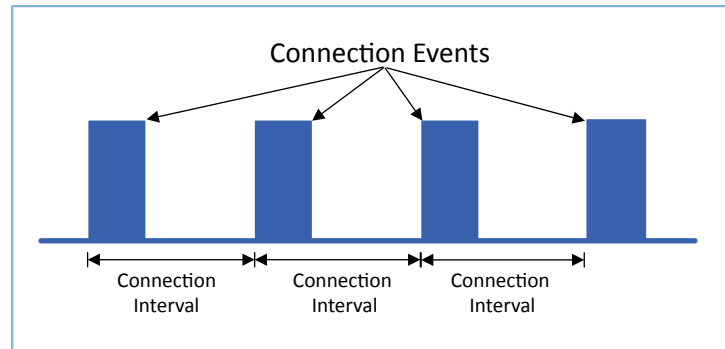 Connection Events
Connection
Interval
Connection
Interval
Connection
Interval